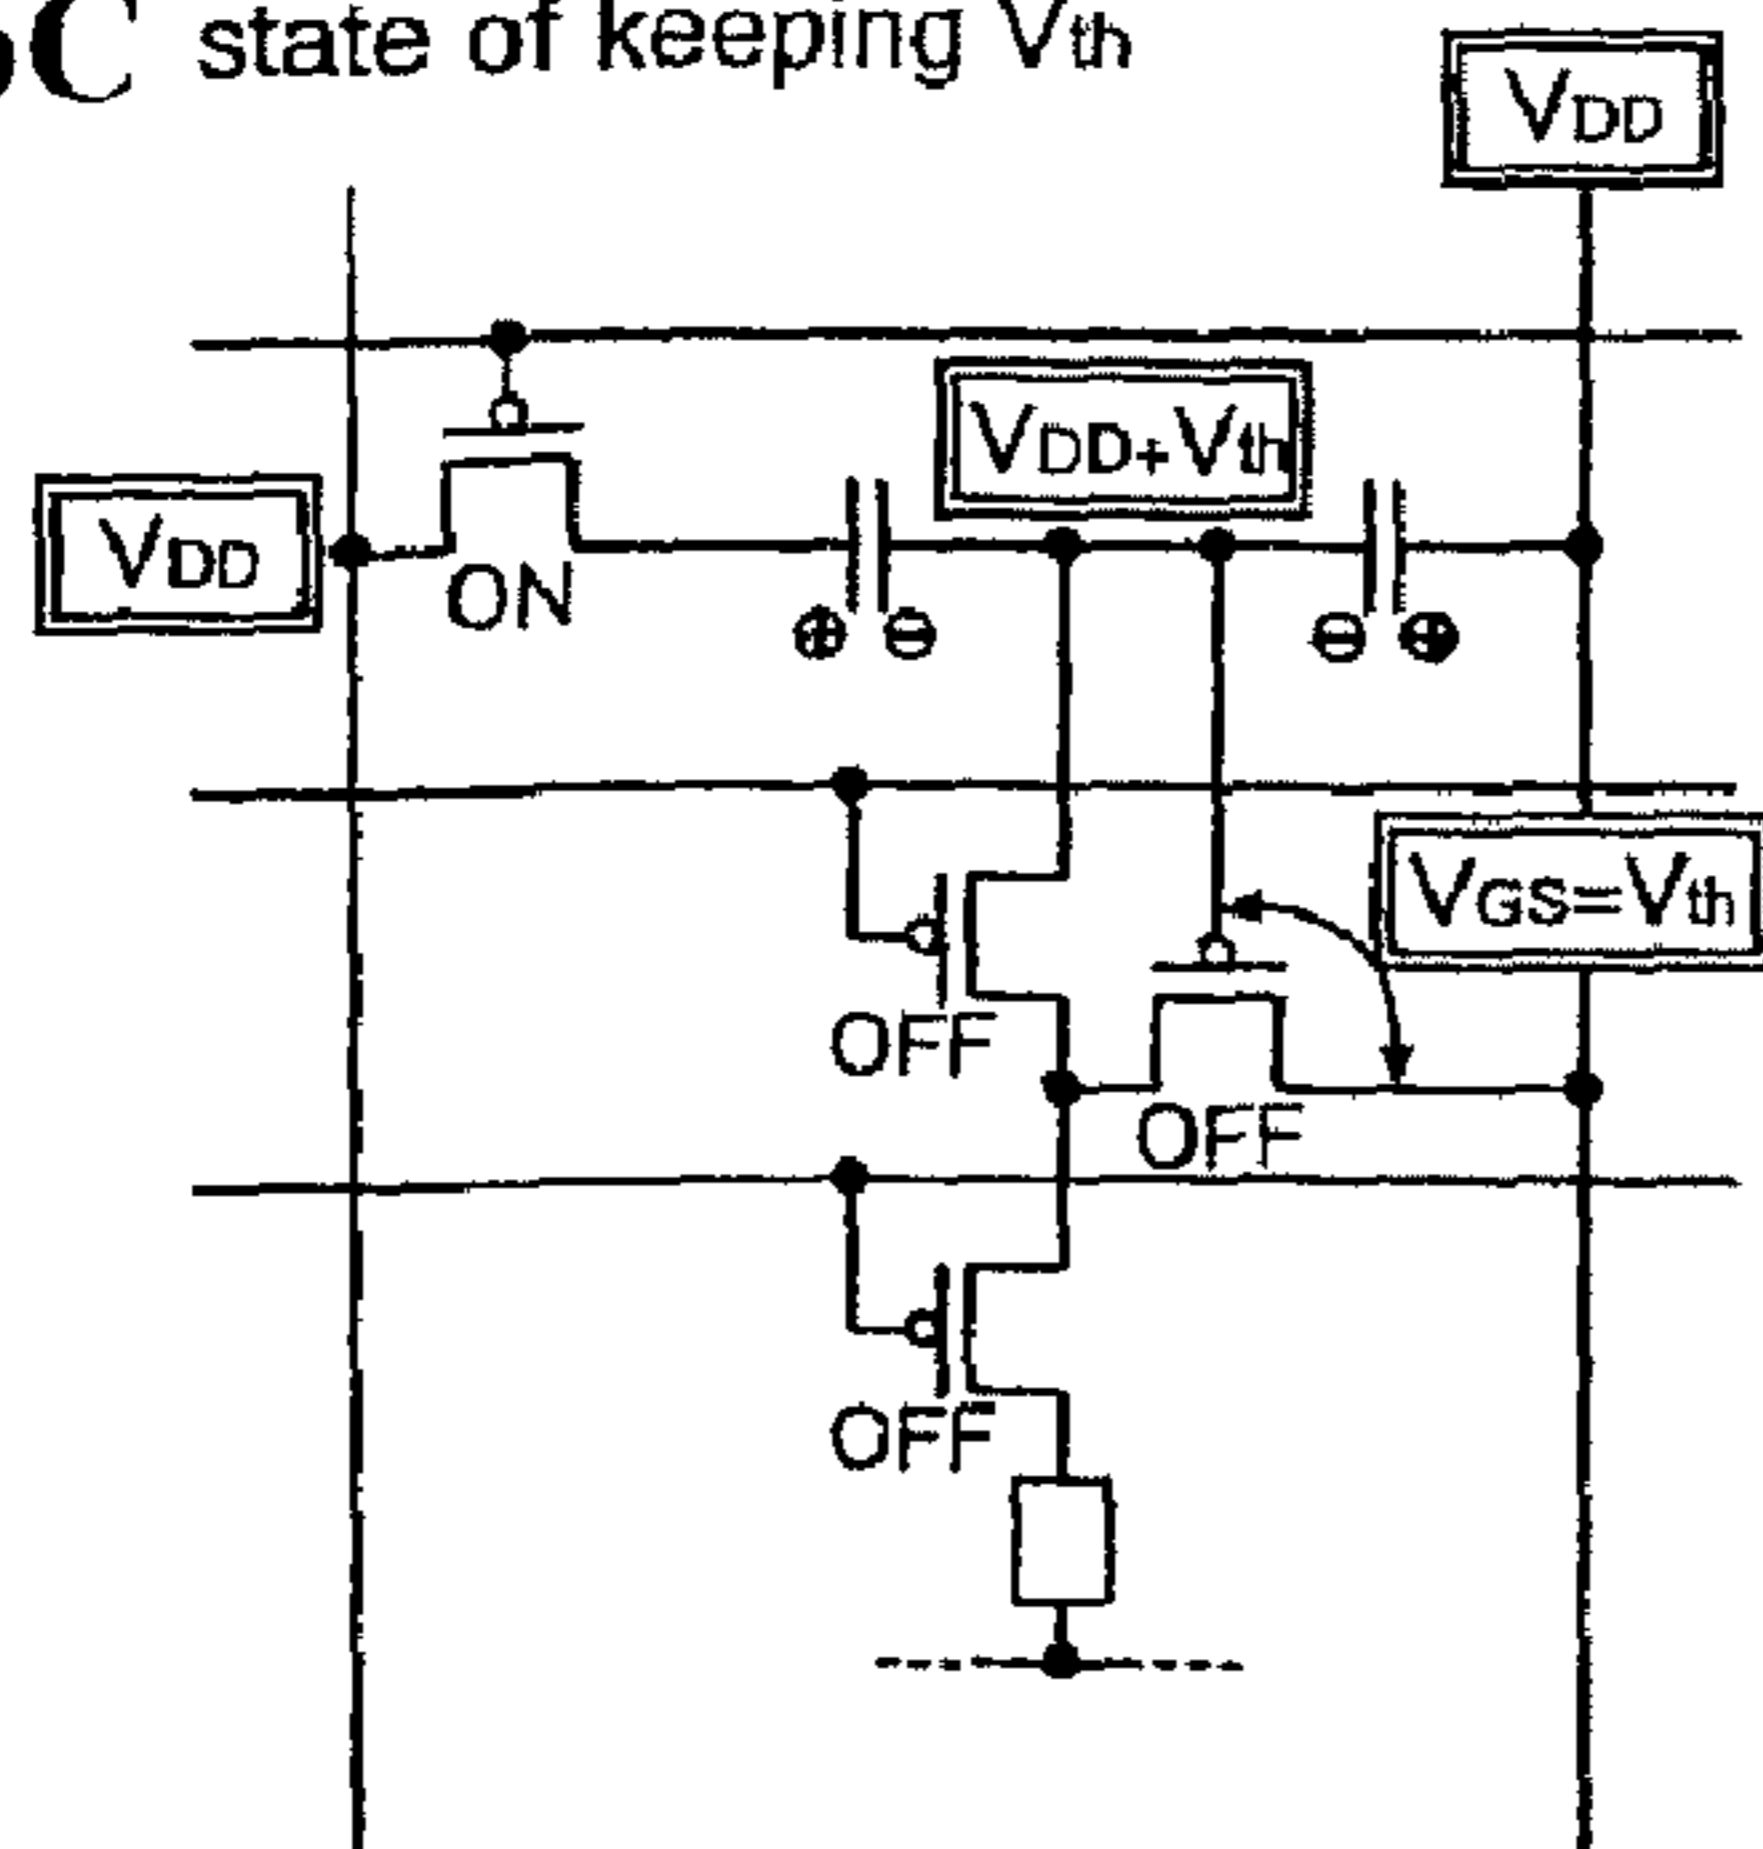 C state of keeping Vth
VDD
VDD+Vth
VDD
ON
⊕ ⊖
⊖ ⊕
VGS=Vth
OFF
OFF
OFF